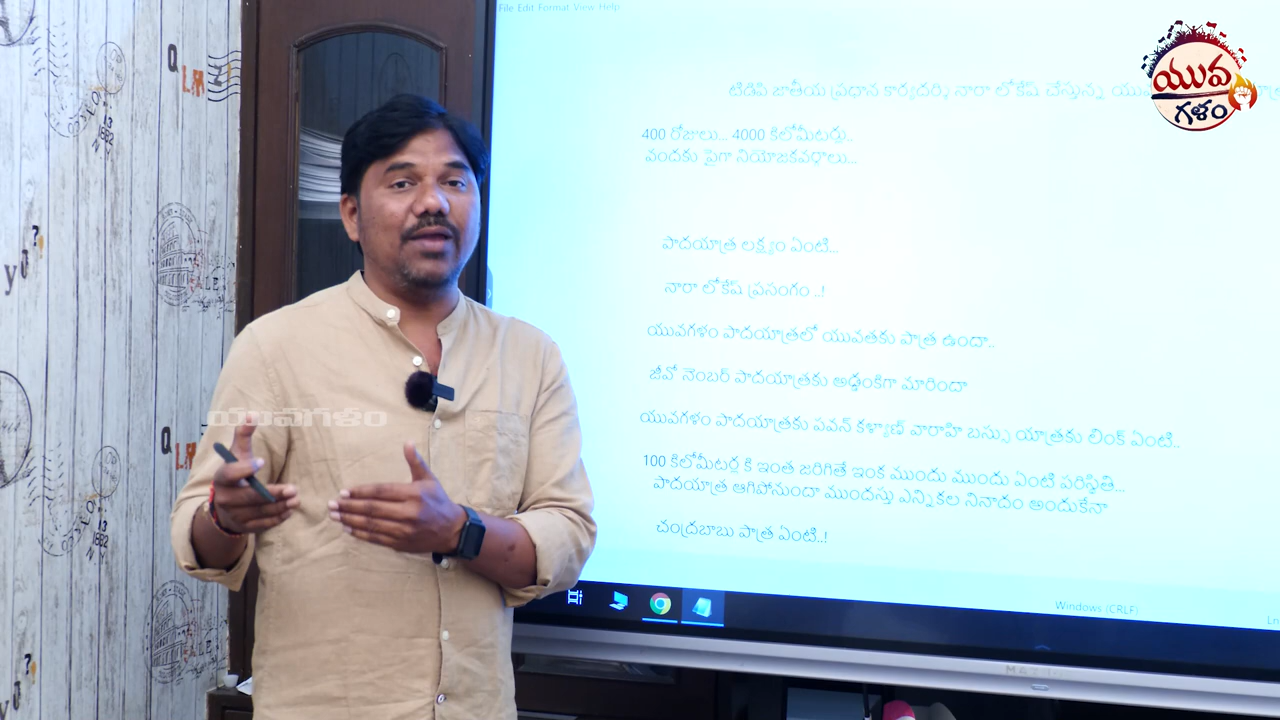 File Edit Format View Help
టిడిపి జాతీయ ప్రధాన కార్యదర్శి నారా లోకేష్ చేస్తున్న
యువ
గళం
400 రోజులు... 4000 కిలోమీటర్లు..
వందకు పైగా నియోజకవర్గాలు...
పాదయాత్ర లక్ష్యం ఏంటి...
నారా లోకేష్ ప్రసంగం ..!
యువగళం పాదయాత్రలో యువతకు పాత్ర ఉందా..
జీవో నెంబర్ పాదయాత్రకు అడ్డంకిగా మారిందా
యువగళం పాదయాత్రకు పవన్ కళ్యాణ్ వారాహి బస్సు యాత్రకు లింక్ ఏంటి..
100 కిలోమీటర్ల కి ఇంత జరిగితే ఇంక ముందు ముందు ఏంటి పరిస్థితి...
పాదయాత్ర ఆగిపోనుందా ముందస్తు ఎన్నికల నినాదం అందుకేనా
చంద్రబాబు పాత్ర ఏంటి..!
యువగళం
Windows (CRLF)
Ln